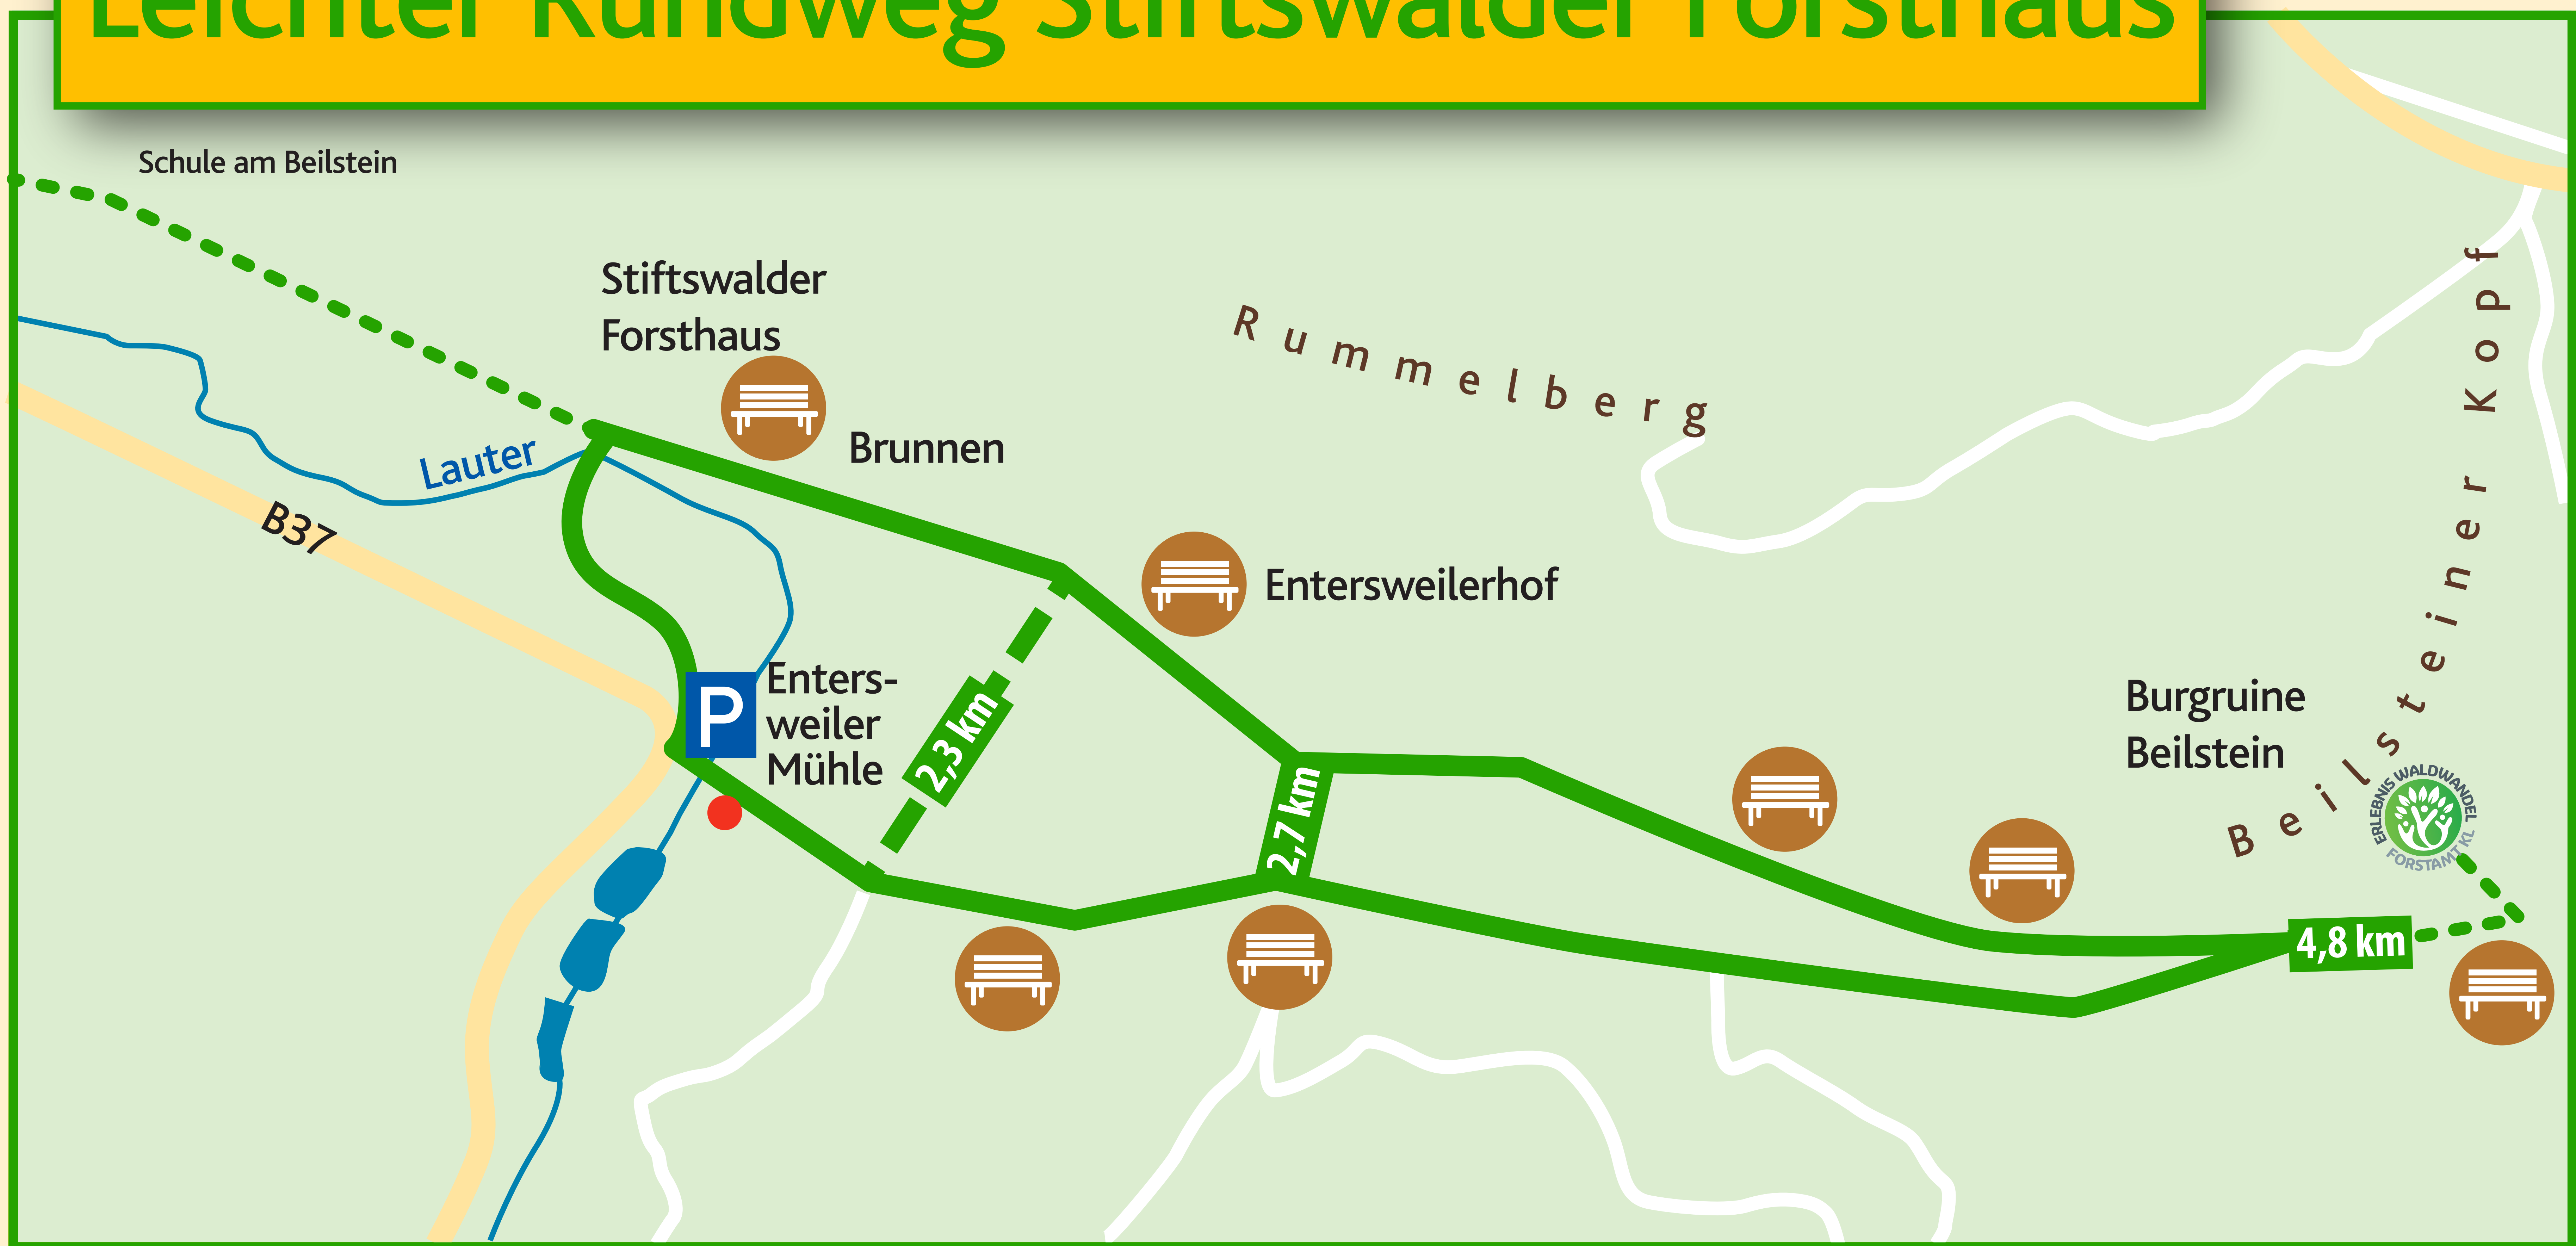 Leichter Rundweg Stiftswalder Forsthaus
Schule am Beilstein
Stiftswalder
Forsthaus
Brunnen
Rummelberg
Lauter
B37
Entersweilerhof
P
Enters-
weiler
Mühle
2,3 km
2,7 km
Burgruine
Beilstein
Beilsteiner Kopf
ERLEBNIS WALDWANDEL
FORSTAMT KL
4,8 km